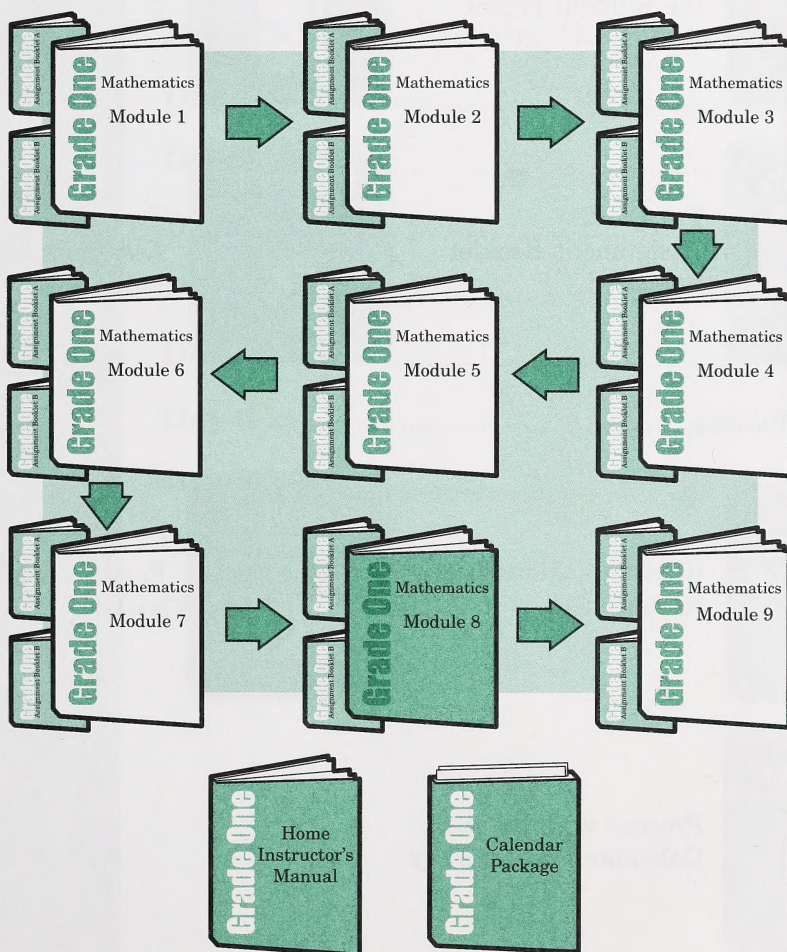 Grade One
Assignment Booklet A
Grade One
Assignment Booklet B
Grade One
Mathematics
Module 1
Grade One
Assignment Booklet A
Grade One
Assignment Booklet B
Grade One
Mathematics
Module 2
Grade One
Assignment Booklet A
Grade One
Assignment Booklet B
Grade One
Mathematics
Module 3
Grade One
Assignment Booklet A
Grade One
Assignment Booklet B
Grade One
Mathematics
Module 4
Grade One
Assignment Booklet A
Grade One
Assignment Booklet B
Grade One
Mathematics
Module 5
Grade One
Assignment Booklet A
Grade One
Assignment Booklet B
Grade One
Mathematics
Module 6
Grade One
Assignment Booklet A
Grade One
Assignment Booklet B
Grade One
Mathematics
Module 7
Grade One
Assignment Booklet A
Grade One
Assignment Booklet B
Grade One
Mathematics
Module 8
Grade One
Assignment Booklet A
Grade One
Assignment Booklet B
Grade One
Mathematics
Module 9
Grade One
Home
Instructor's
Manual
Grade One
Calendar
Package